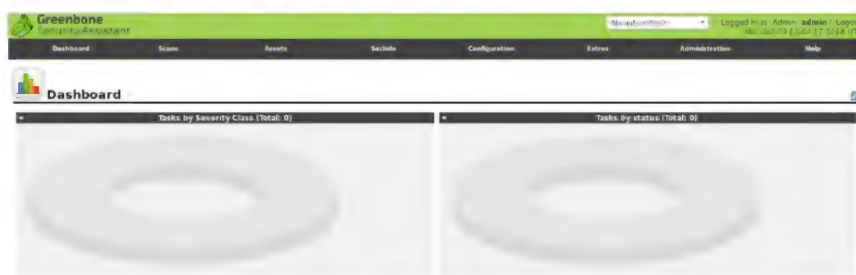 Greenbone
Security Assistant
Logged in as Admin admin |
Dashboard Scans Assets SecInfo Configuration Extras Administration Help
Dashboard
Tasks by Severity Class (Total: 0)
Tasks by status (Total: 0)